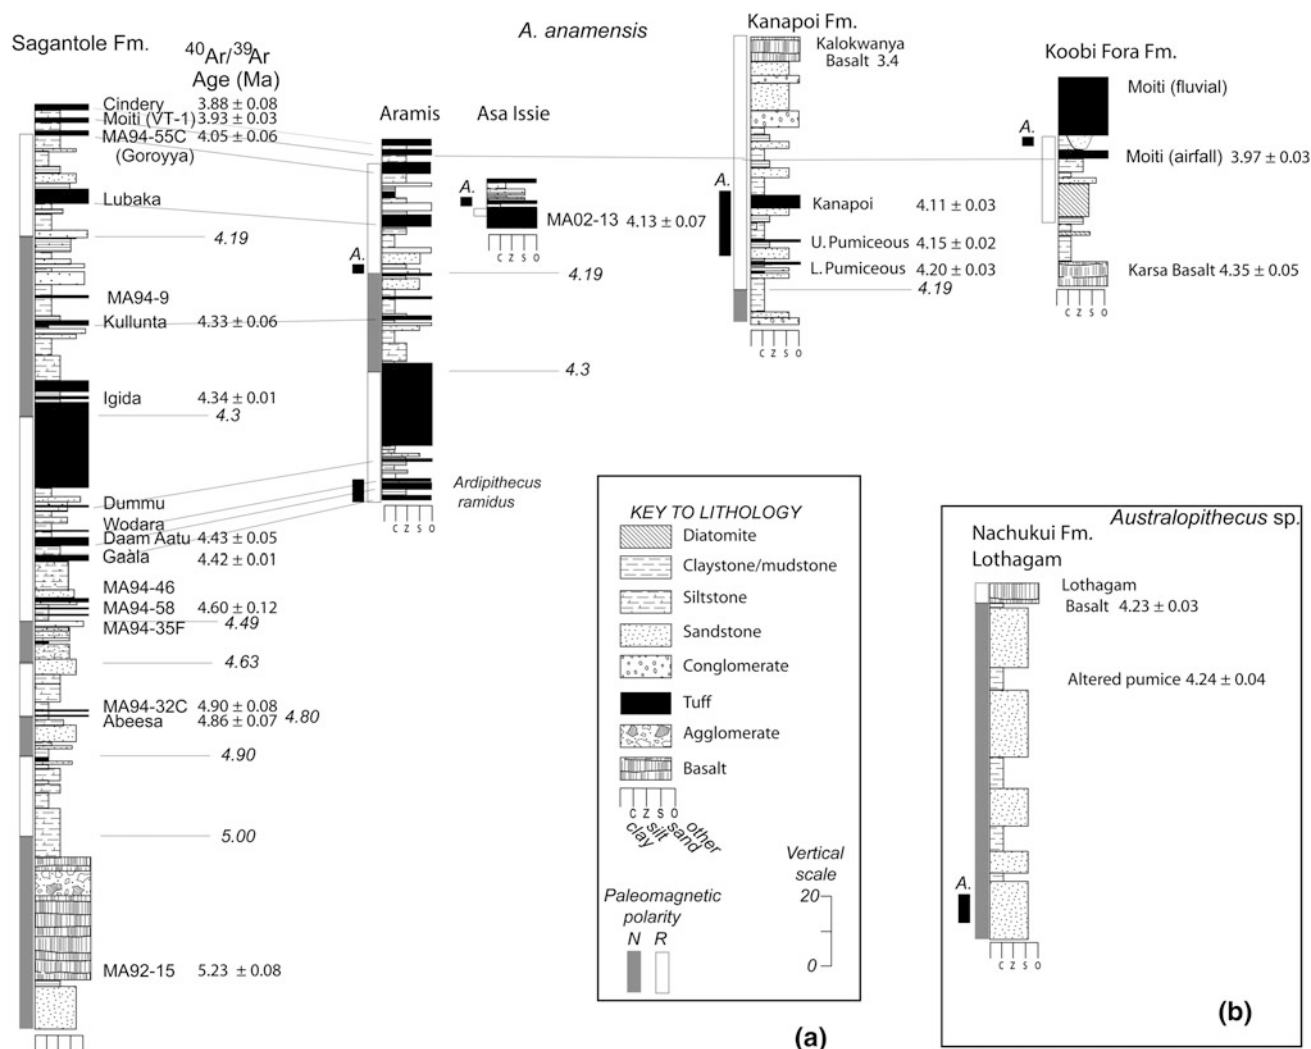 Sagantole Fm.
40Ar/39Ar
Age (Ma)
Cindery 3.88 ± 0.08
Moiti (VT-1) 3.93 ± 0.03
MA94-55C 4.05 ± 0.06
(Goroyya)
Lubaka
4.19
MA94-9
Kullunta 4.33 ± 0.06
Igida 4.34 ± 0.01
4.3
Dummu
Wodara
Daam Aatu 4.43 ± 0.05
Gaàla 4.42 ± 0.01
MA94-46
MA94-58 4.60 ± 0.12
4.49
MA94-35F
4.63
MA94-32C 4.90 ± 0.08
Abeesa 4.86 ± 0.07 4.80
4.90
5.00
MA92-15 5.23 ± 0.08
A. anamensis
Aramis
A.
4.19
4.3
Ardipithecus
ramidus
C Z S O
Asa Issie
A.
MA02-13 4.13 ± 0.07
C Z S O
Kanapoi Fm.
Kalokwanya
Basalt 3.4
A.
Kanapoi 4.11 ± 0.03
U. Pumiceous 4.15 ± 0.02
L. Pumiceous 4.20 ± 0.03
4.19
C Z S O
Koobi Fora Fm.
Moiti (fluvial)
A.
Moiti (airfall) 3.97 ± 0.03
Karsa Basalt 4.35 ± 0.05
C Z S O
KEY TO LITHOLOGY
Diatomite
Claystone/mudstone
Siltstone
Sandstone
Conglomerate
Tuff
Agglomerate
Basalt
C Z S O
clay silt sand other
Vertical
scale
20
0
Paleomagnetic
polarity
N R
(a)
Australopithecus sp.
Nachukui Fm.
Lothagam
Lothagam
Basalt 4.23 ± 0.03
Altered pumice 4.24 ± 0.04
A.
C Z S O
(b)